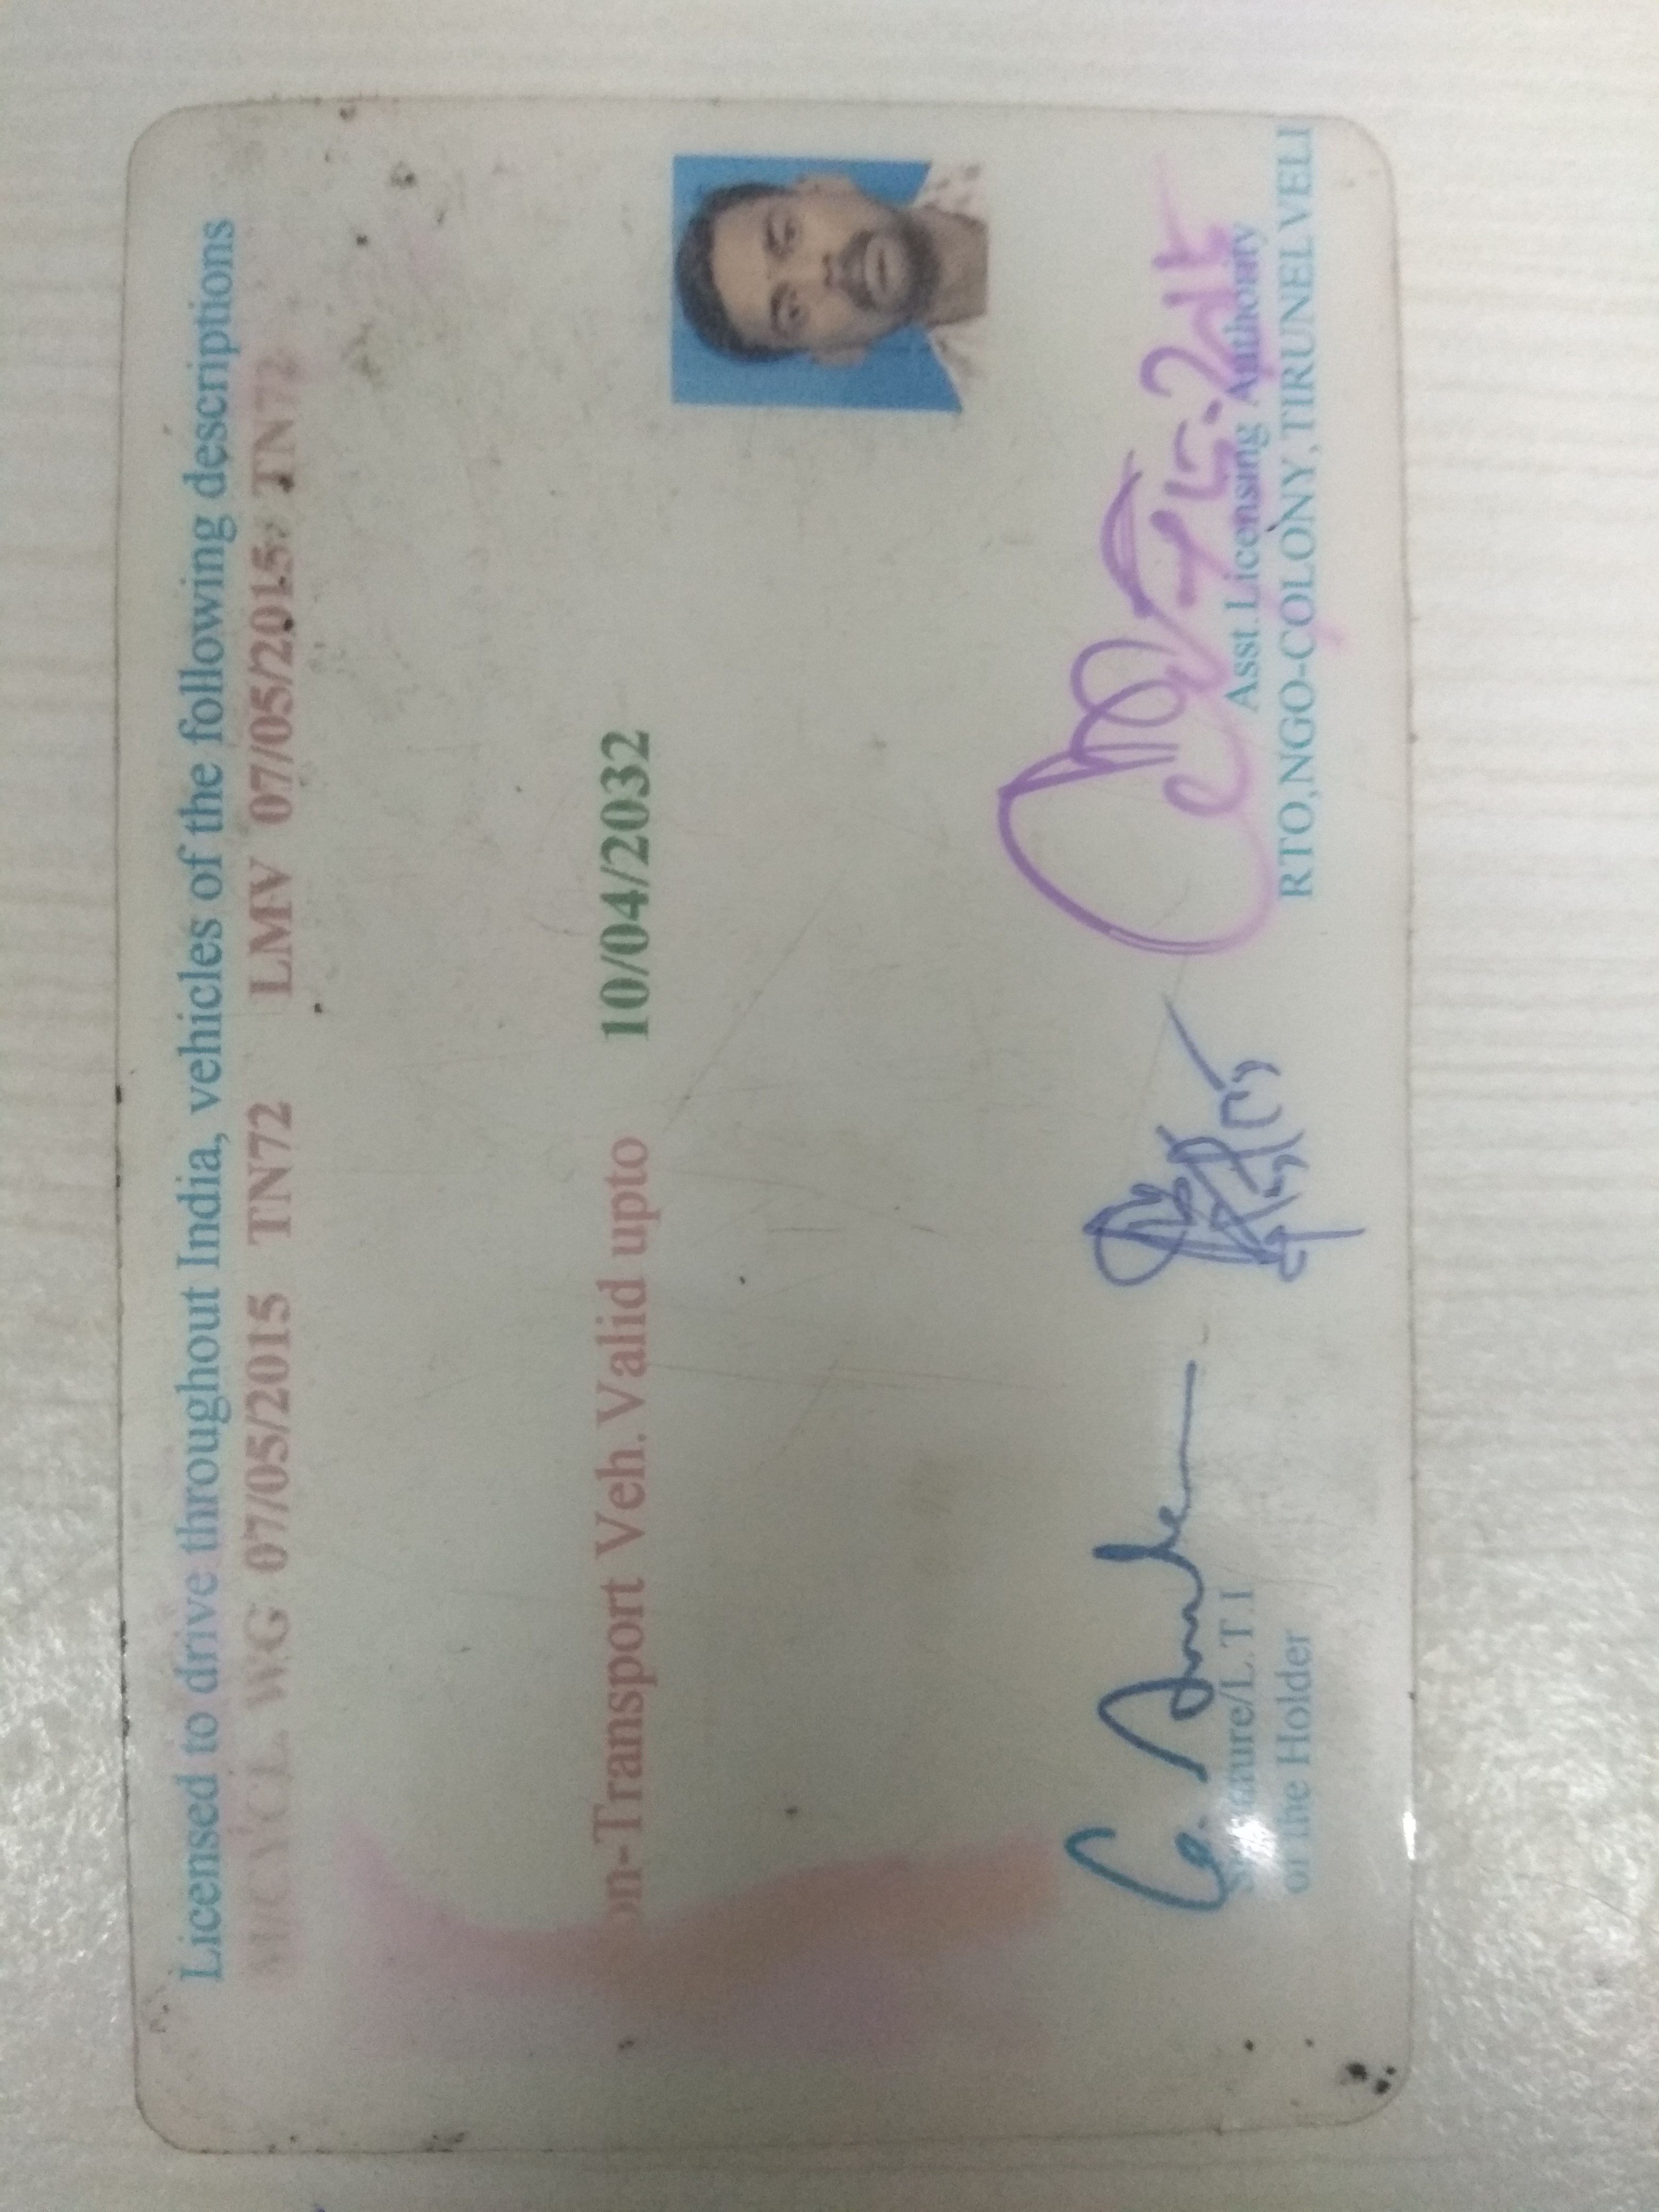 Licensed to drive throughout India, vehicles of the following descriptions
M/CYCL. WG 07/05/2015 TN72 LMV 07/05/2015 TN72
on-Transport Veh. Valid upto 10/04/2032
Signature/L.T.I
of the Holder
Asst.Licensing Authority
RTO,NGO-COLONY,TIRUNELVELI